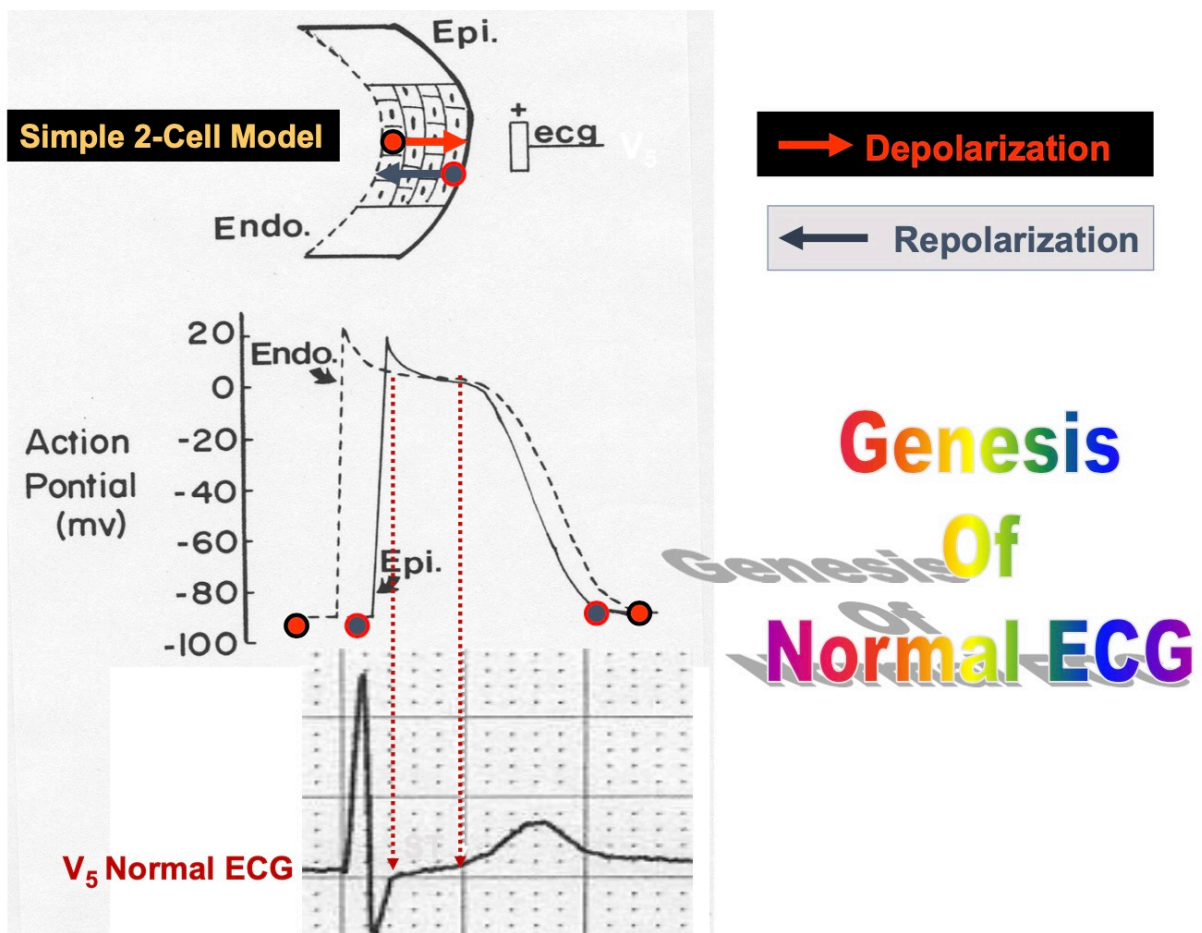 Epi.
Simple 2-Cell Model
+
ecg
V5
Endo.
Depolarization
Repolarization
20
Endo.
0
-20
Action
Pontial
(mv)
-40
-60
Epi.
-80
-100
Genesis
Of
Normal ECG
ST
V5 Normal ECG